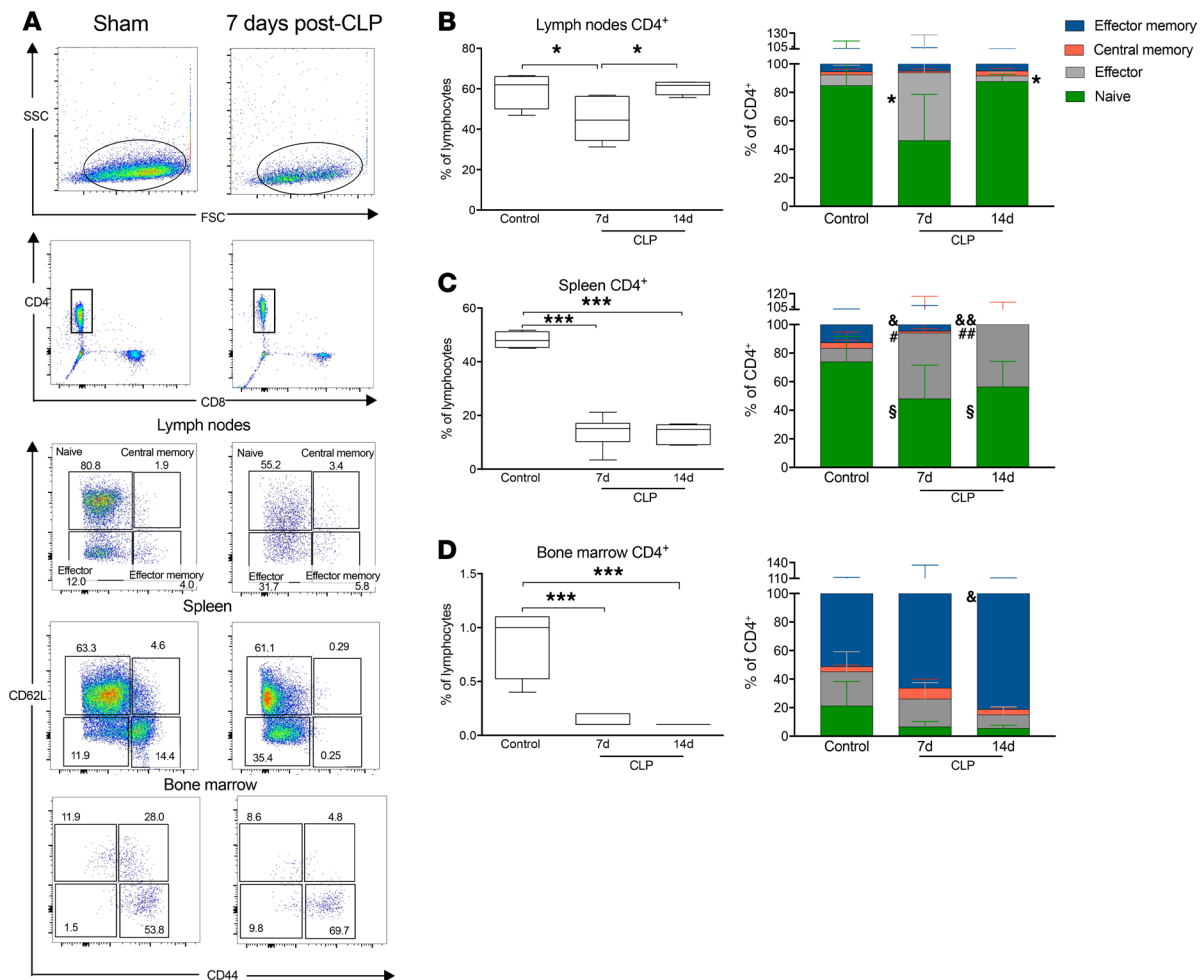 A
Sham
7 days post-CLP
SSC
FSC
CD4
CD8
Lymph nodes
Naive
Central memory
80.8
1.9
Effector
Effector memory
12.0
4.0
Naive
Central memory
55.2
3.4
Effector
Effector memory
31.7
5.8
Spleen
63.3
4.6
11.9
14.4
61.1
0.29
35.4
0.25
CD62L
Bone marrow
11.9
28.0
1.5
53.8
8.6
4.8
9.8
69.7
CD44
B
Lymph nodes CD4⁺
% of lymphocytes
80
60
40
20
0
* *
Control
7d
14d
CLP
% of CD4⁺
130
105
100
80
60
40
20
0
*
*
Control
7d
14d
CLP
Effector memory
Central memory
Effector
Naive
C
Spleen CD4⁺
% of lymphocytes
60
40
20
0
***
***
Control
7d
14d
CLP
% of CD4⁺
120
105
100
80
60
40
20
0
&
#
&&
##
§
§
Control
7d
14d
CLP
D
Bone marrow CD4⁺
% of lymphocytes
1.5
1.0
0.5
0.0
***
***
Control
7d
14d
CLP
% of CD4⁺
140
110
100
80
60
40
20
0
&
Control
7d
14d
CLP